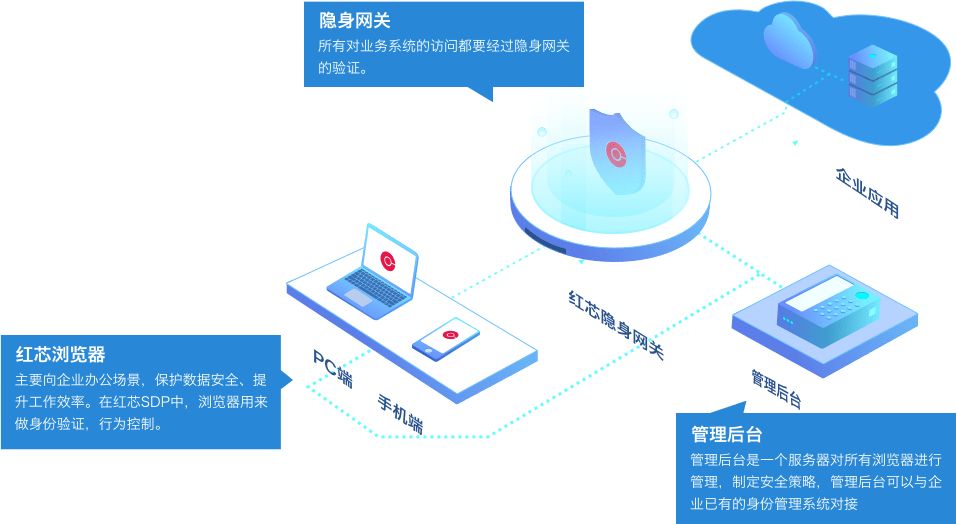 隐身网关
所有对业务系统的访问都要经过隐身网关
的验证。
企业应用
红芯隐身网关
红芯浏览器
主要向企业办公场景，保护数据安全、提
升工作效率。在红芯SDP中，浏览器用来
做身份验证，行为控制。
PC端
手机端
管理后台
管理后台
管理后台是一个服务器对所有浏览器进行
管理，制定安全策略，管理后台可以与企
业已有的身份管理系统对接